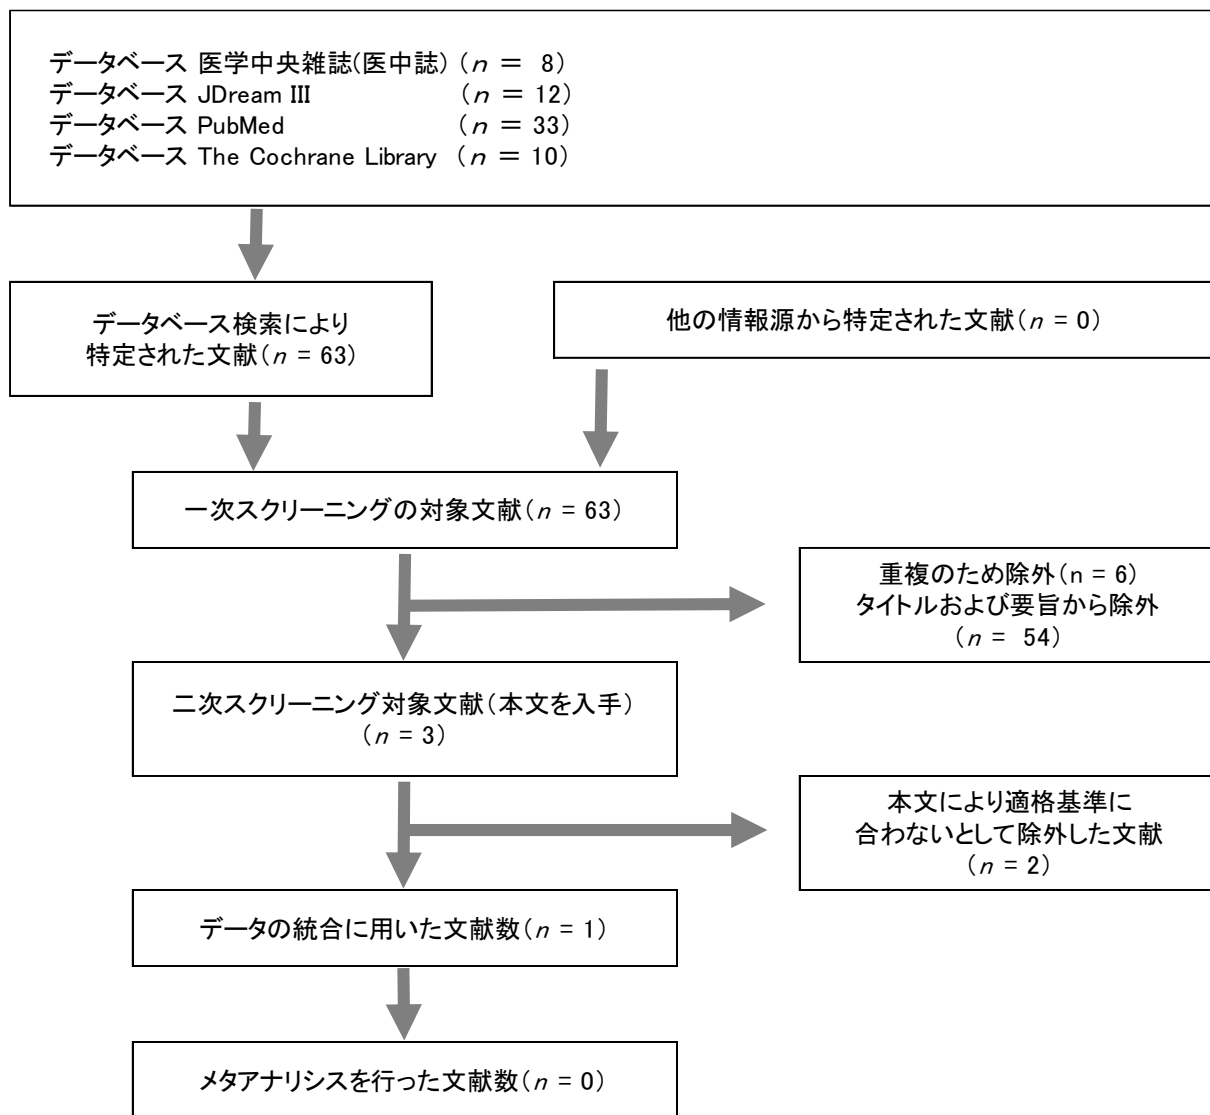 データベース 医学中央雑誌(医中誌) (n = 8)
データベース JDream III (n = 12)
データベース PubMed (n = 33)
データベース The Cochrane Library (n = 10)
データベース検索により
特定された文献(n = 63)
他の情報源から特定された文献(n = 0)
一次スクリーニングの対象文献(n = 63)
重複のため除外(n = 6)
タイトルおよび要旨から除外
(n = 54)
二次スクリーニング対象文献(本文を入手)
(n = 3)
本文により適格基準に
合わないとして除外した文献
(n = 2)
データの統合に用いた文献数(n = 1)
メタアナリシスを行った文献数(n = 0)